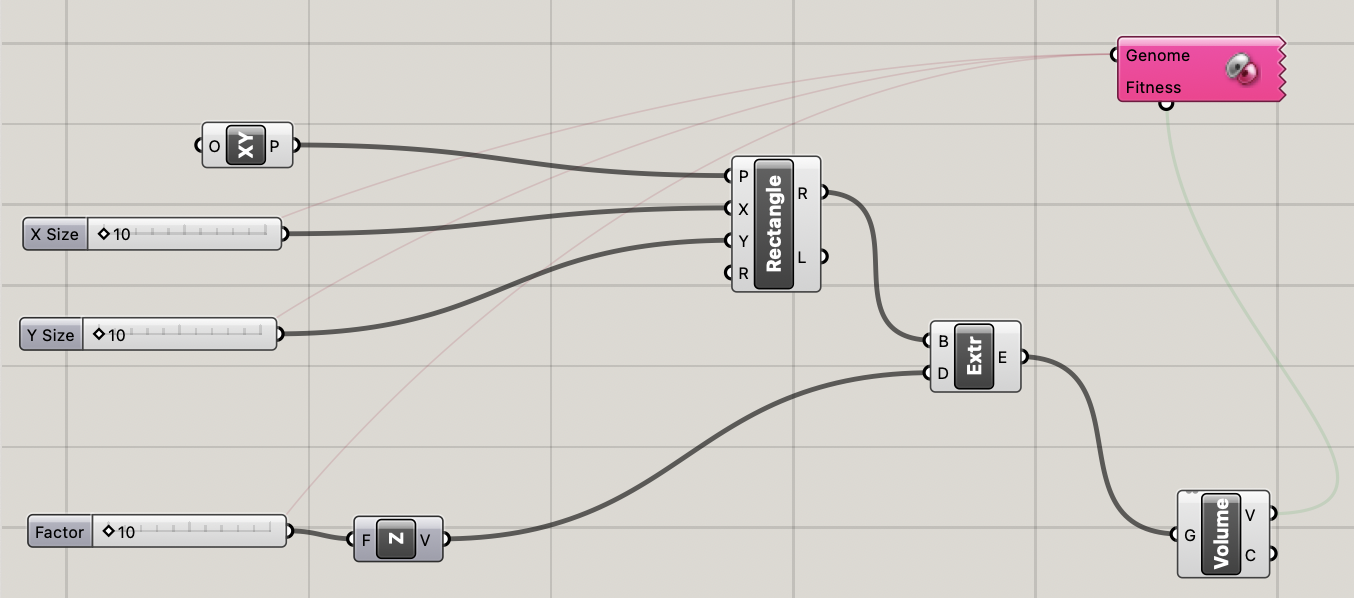 Genome
Fitness
O XY P
X Size 10
P
X
Y
R
Rectangle
R
L
Y Size 10
B
D
Extr
E
Factor 10
F Z V
G
Volume
V
C